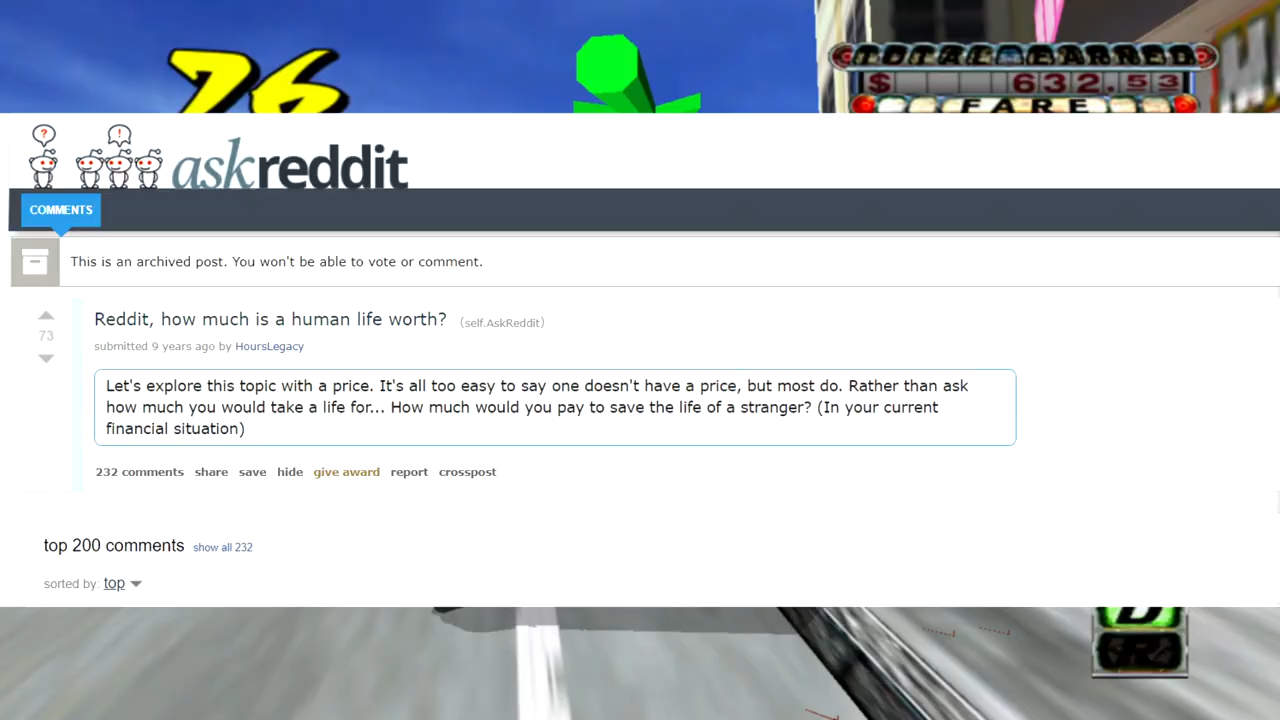 76
TOTAL EARNED
$ 632.53
FARE
? !
askreddit
COMMENTS
This is an archived post. You won't be able to vote or comment.
Reddit, how much is a human life worth? (self.AskReddit)
73
submitted 9 years ago by HoursLegacy
Let's explore this topic with a price. It's all too easy to say one doesn't have a price, but most do. Rather than ask
how much you would take a life for... How much would you pay to save the life of a stranger? (In your current
financial situation)
232 comments share save hide give award report crosspost
top 200 comments show all 232
sorted by: top
D
R